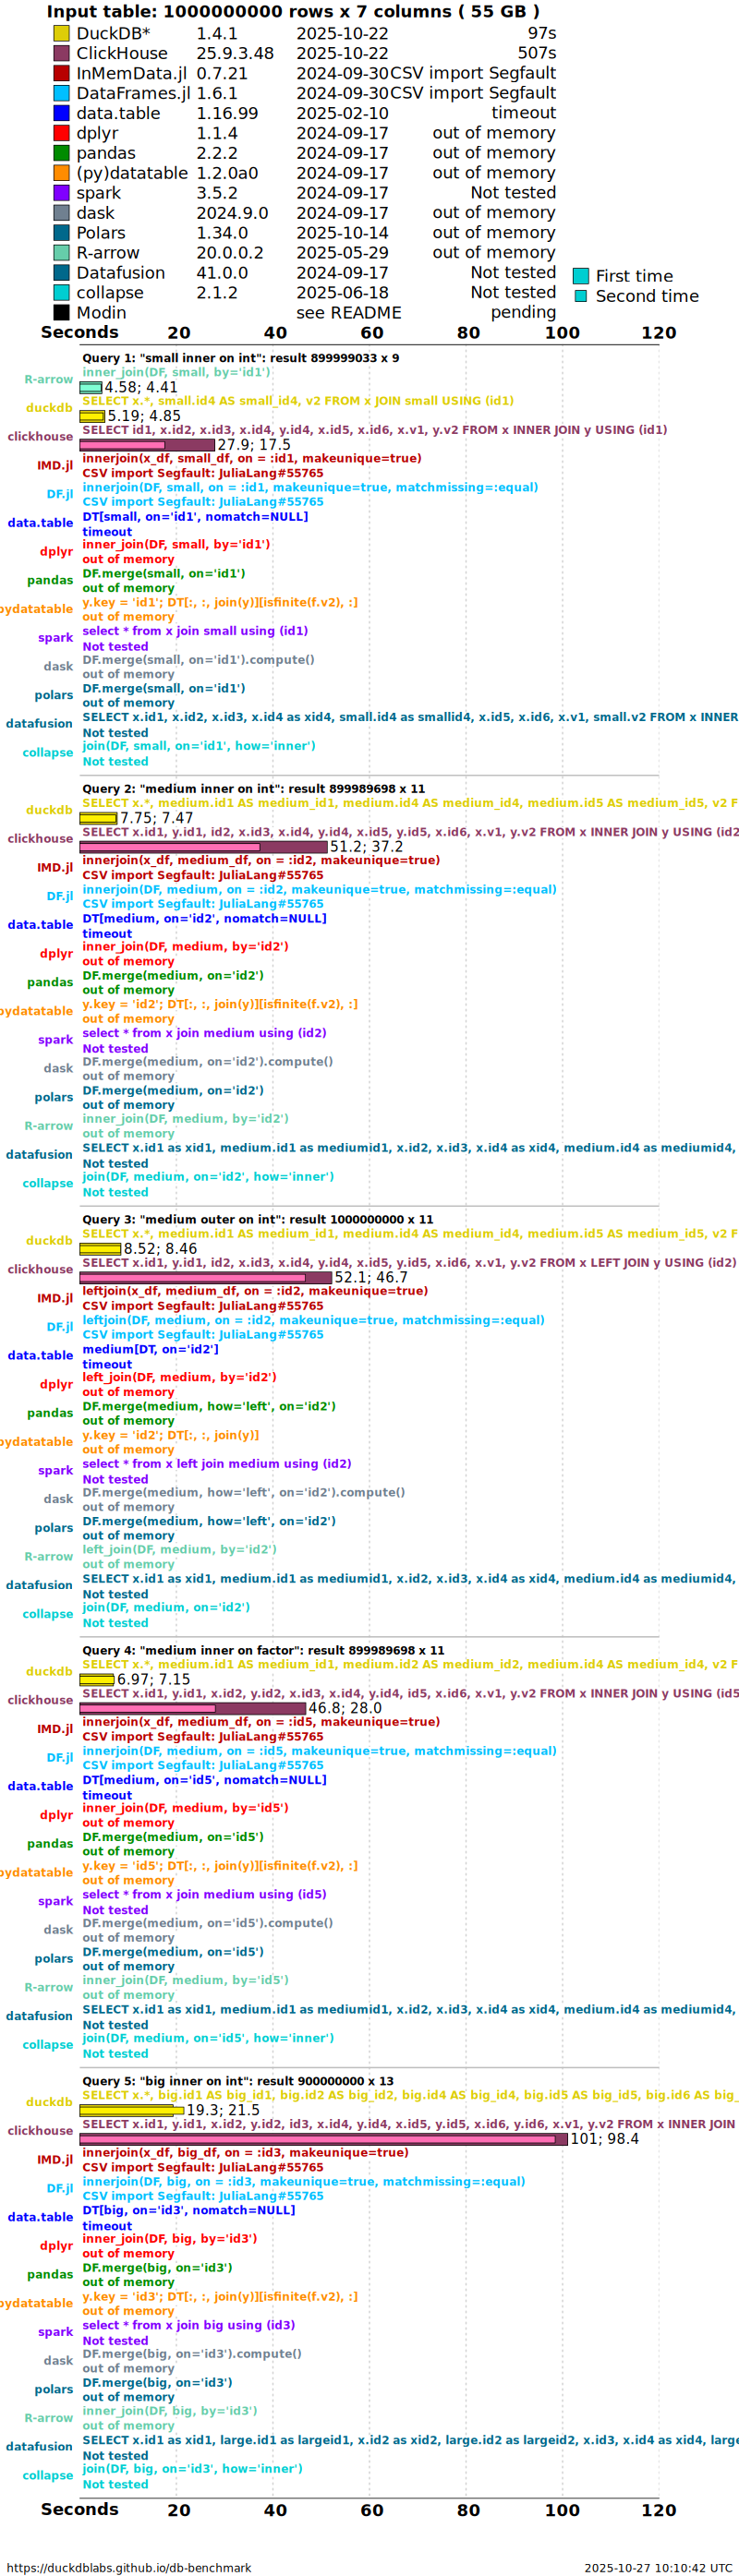 Input table: 1000000000 rows x 7 columns ( 55 GB )
DuckDB* 1.4.1 2025-10-22 97s
ClickHouse 25.9.3.48 2025-10-22 507s
InMemData.jl 0.7.21 2024-09-30 CSV import Segfault
DataFrames.jl 1.6.1 2024-09-30 CSV import Segfault
data.table 1.16.99 2025-02-10 timeout
dplyr 1.1.4 2024-09-17 out of memory
pandas 2.2.2 2024-09-17 out of memory
(py)datatable 1.2.0a0 2024-09-17 out of memory
spark 3.5.2 2024-09-17 Not tested
dask 2024.9.0 2024-09-17 out of memory
Polars 1.34.0 2025-10-14 out of memory
R-arrow 20.0.0.2 2025-05-29 out of memory
Datafusion 41.0.0 2024-09-17 Not tested
First time
collapse 2.1.2 2025-06-18 Not tested
Second time
Modin see README pending
Seconds 20 40 60 80 100 120
Query 1: "small inner on int": result 899999033 x 9
inner_join(DF, small, by='id1')
R-arrow
4.58; 4.41
SELECT x.*, small.id4 AS small_id4, v2 FROM x JOIN small USING (id1)
duckdb
5.19; 4.85
SELECT id1, x.id2, x.id3, x.id4, y.id4, x.id5, x.id6, x.v1, y.v2 FROM x INNER JOIN y USING (id1)
clickhouse
27.9; 17.5
innerjoin(x_df, small_df, on = :id1, makeunique=true)
IMD.jl
CSV import Segfault: JuliaLang#55765
innerjoin(DF, small, on = :id1, makeunique=true, matchmissing=:equal)
DF.jl
CSV import Segfault: JuliaLang#55765
DT[small, on='id1', nomatch=NULL]
data.table
timeout
inner_join(DF, small, by='id1')
dplyr
out of memory
DF.merge(small, on='id1')
pandas
out of memory
y.key = 'id1'; DT[:, :, join(y)][isfinite(f.v2), :]
pydatatable
out of memory
select * from x join small using (id1)
spark
Not tested
DF.merge(small, on='id1').compute()
dask
out of memory
DF.merge(small, on='id1')
polars
out of memory
SELECT x.id1, x.id2, x.id3, x.id4 as xid4, small.id4 as smallid4, x.id5, x.id6, x.v1, small.v2 FROM x INNER
datafusion
Not tested
join(DF, small, on='id1', how='inner')
collapse
Not tested
Query 2: "medium inner on int": result 899989698 x 11
SELECT x.*, medium.id1 AS medium_id1, medium.id4 AS medium_id4, medium.id5 AS medium_id5, v2 F
duckdb
7.75; 7.47
SELECT x.id1, y.id1, id2, x.id3, x.id4, y.id4, x.id5, y.id5, x.id6, x.v1, y.v2 FROM x INNER JOIN y USING (id2
clickhouse
51.2; 37.2
innerjoin(x_df, medium_df, on = :id2, makeunique=true)
IMD.jl
CSV import Segfault: JuliaLang#55765
innerjoin(DF, medium, on = :id2, makeunique=true, matchmissing=:equal)
DF.jl
CSV import Segfault: JuliaLang#55765
DT[medium, on='id2', nomatch=NULL]
data.table
timeout
inner_join(DF, medium, by='id2')
dplyr
out of memory
DF.merge(medium, on='id2')
pandas
out of memory
y.key = 'id2'; DT[:, :, join(y)][isfinite(f.v2), :]
pydatatable
out of memory
select * from x join medium using (id2)
spark
Not tested
DF.merge(medium, on='id2').compute()
dask
out of memory
DF.merge(medium, on='id2')
polars
out of memory
inner_join(DF, medium, by='id2')
R-arrow
out of memory
SELECT x.id1 as xid1, medium.id1 as mediumid1, x.id2, x.id3, x.id4 as xid4, medium.id4 as mediumid4,
datafusion
Not tested
join(DF, medium, on='id2', how='inner')
collapse
Not tested
Query 3: "medium outer on int": result 1000000000 x 11
SELECT x.*, medium.id1 AS medium_id1, medium.id4 AS medium_id4, medium.id5 AS medium_id5, v2 F
duckdb
8.52; 8.46
SELECT x.id1, y.id1, id2, x.id3, x.id4, y.id4, x.id5, y.id5, x.id6, x.v1, y.v2 FROM x LEFT JOIN y USING (id2)
clickhouse
52.1; 46.7
leftjoin(x_df, medium_df, on = :id2, makeunique=true)
IMD.jl
CSV import Segfault: JuliaLang#55765
leftjoin(DF, medium, on = :id2, makeunique=true, matchmissing=:equal)
DF.jl
CSV import Segfault: JuliaLang#55765
medium[DT, on='id2']
data.table
timeout
left_join(DF, medium, by='id2')
dplyr
out of memory
DF.merge(medium, how='left', on='id2')
pandas
out of memory
y.key = 'id2'; DT[:, :, join(y)]
pydatatable
out of memory
select * from x left join medium using (id2)
spark
Not tested
DF.merge(medium, how='left', on='id2').compute()
dask
out of memory
DF.merge(medium, how='left', on='id2')
polars
out of memory
left_join(DF, medium, by='id2')
R-arrow
out of memory
SELECT x.id1 as xid1, medium.id1 as mediumid1, x.id2, x.id3, x.id4 as xid4, medium.id4 as mediumid4,
datafusion
Not tested
join(DF, medium, on='id2')
collapse
Not tested
Query 4: "medium inner on factor": result 899989698 x 11
SELECT x.*, medium.id1 AS medium_id1, medium.id2 AS medium_id2, medium.id4 AS medium_id4, v2 F
duckdb
6.97; 7.15
SELECT x.id1, y.id1, x.id2, y.id2, x.id3, x.id4, y.id4, id5, x.id6, x.v1, y.v2 FROM x INNER JOIN y USING (id5
clickhouse
46.8; 28.0
innerjoin(x_df, medium_df, on = :id5, makeunique=true)
IMD.jl
CSV import Segfault: JuliaLang#55765
innerjoin(DF, medium, on = :id5, makeunique=true, matchmissing=:equal)
DF.jl
CSV import Segfault: JuliaLang#55765
DT[medium, on='id5', nomatch=NULL]
data.table
timeout
inner_join(DF, medium, by='id5')
dplyr
out of memory
DF.merge(medium, on='id5')
pandas
out of memory
y.key = 'id5'; DT[:, :, join(y)][isfinite(f.v2), :]
pydatatable
out of memory
select * from x join medium using (id5)
spark
Not tested
DF.merge(medium, on='id5').compute()
dask
out of memory
DF.merge(medium, on='id5')
polars
out of memory
inner_join(DF, medium, by='id5')
R-arrow
out of memory
SELECT x.id1 as xid1, medium.id1 as mediumid1, x.id2, x.id3, x.id4 as xid4, medium.id4 as mediumid4,
datafusion
Not tested
join(DF, medium, on='id5', how='inner')
collapse
Not tested
Query 5: "big inner on int": result 900000000 x 13
SELECT x.*, big.id1 AS big_id1, big.id2 AS big_id2, big.id4 AS big_id4, big.id5 AS big_id5, big.id6 AS big_
duckdb
19.3; 21.5
SELECT x.id1, y.id1, x.id2, y.id2, id3, x.id4, y.id4, x.id5, y.id5, x.id6, y.id6, x.v1, y.v2 FROM x INNER JOIN
clickhouse
101; 98.4
innerjoin(x_df, big_df, on = :id3, makeunique=true)
IMD.jl
CSV import Segfault: JuliaLang#55765
innerjoin(DF, big, on = :id3, makeunique=true, matchmissing=:equal)
DF.jl
CSV import Segfault: JuliaLang#55765
DT[big, on='id3', nomatch=NULL]
data.table
timeout
inner_join(DF, big, by='id3')
dplyr
out of memory
DF.merge(big, on='id3')
pandas
out of memory
y.key = 'id3'; DT[:, :, join(y)][isfinite(f.v2), :]
pydatatable
out of memory
select * from x join big using (id3)
spark
Not tested
DF.merge(big, on='id3').compute()
dask
out of memory
DF.merge(big, on='id3')
polars
out of memory
inner_join(DF, big, by='id3')
R-arrow
out of memory
SELECT x.id1 as xid1, large.id1 as largeid1, x.id2 as xid2, large.id2 as largeid2, x.id3, x.id4 as xid4, large
datafusion
Not tested
join(DF, big, on='id3', how='inner')
collapse
Not tested
Seconds 20 40 60 80 100 120
https://duckdblabs.github.io/db-benchmark 2025-10-27 10:10:42 UTC